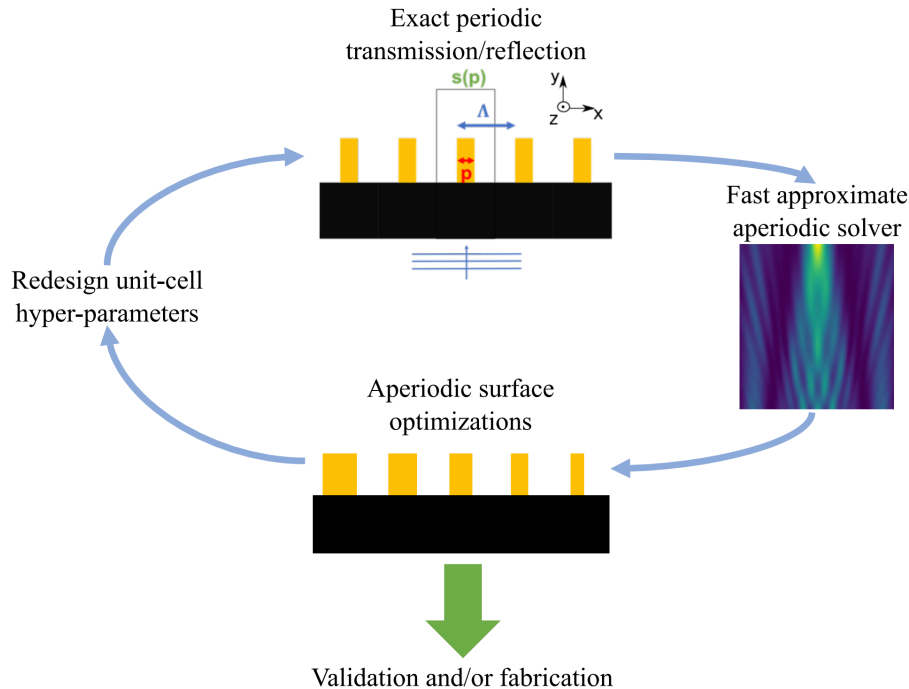 Exact periodic
transmission/reflection
s(p)
y
Λ
x
z
p
Fast approximate
aperiodic solver
Redesign unit-cell
hyper-parameters
Aperiodic surface
optimizations
Validation and/or fabrication